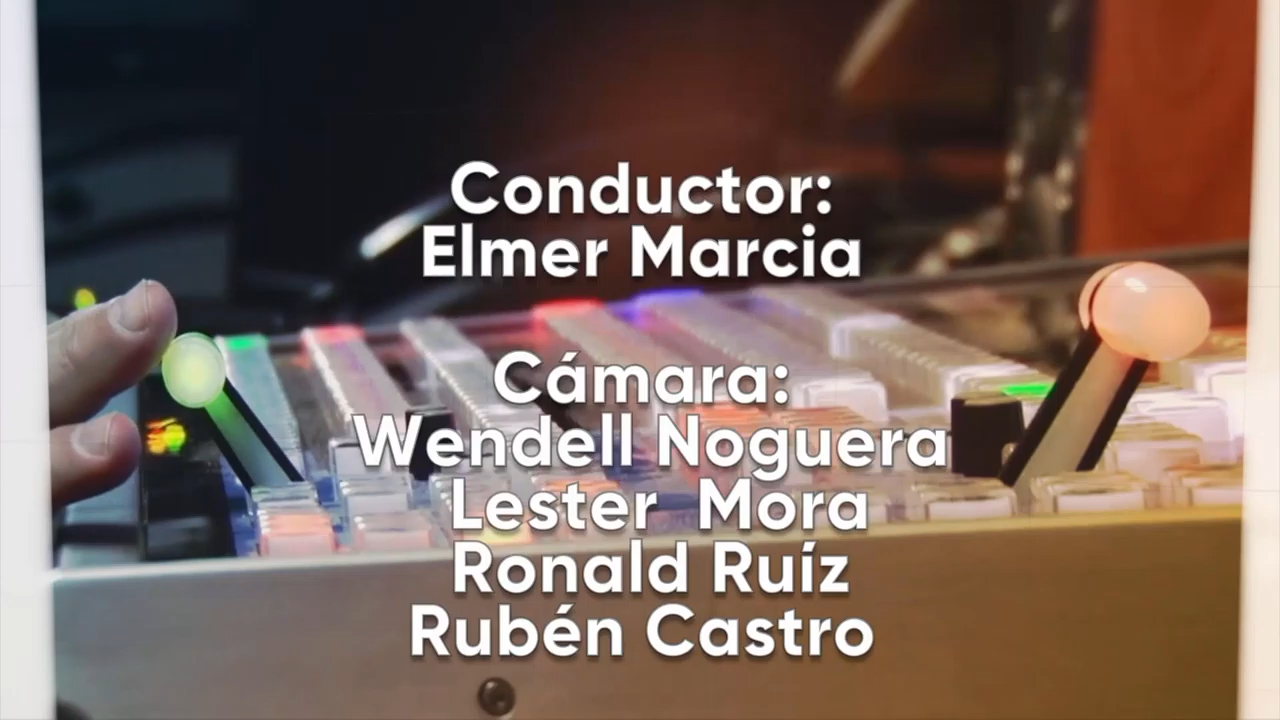 Conductor:
Elmer Marcia
Cámara:
Wendell Noguera
Lester  Mora
Ronald Ruíz
Rubén Castro